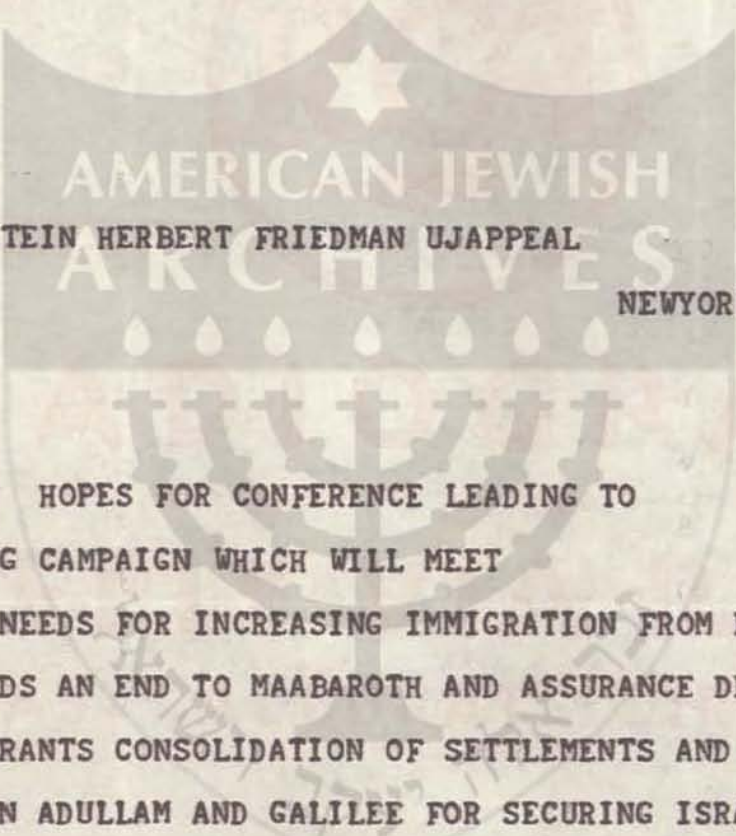 AMERICAN JEWISH
ARCHIVES
TEIN HERBERT FRIEDMAN UJAPPEAL
NEWYOR
HOPES FOR CONFERENCE LEADING TO
G CAMPAIGN WHICH WILL MEET
NEEDS FOR INCREASING IMMIGRATION FROM
DS AN END TO MAABAROTH AND ASSURANCE
RANTS CONSOLIDATION OF SETTLEMENTS AND
N ADULLAM AND GALILEE FOR SECURING ISRA